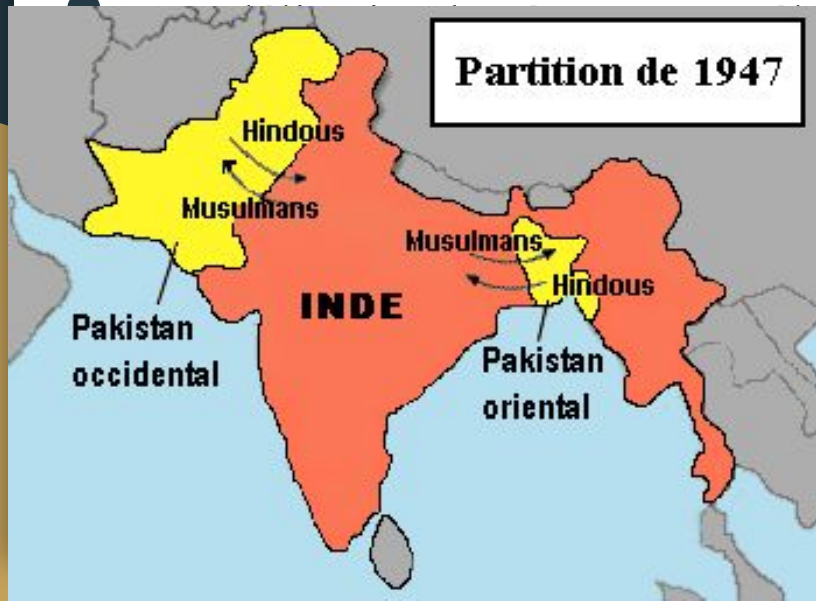 Partition de 1947
Hindous
Musulmans
Musulmans
Hindous
INDE
Pakistan
occidental
Pakistan
oriental